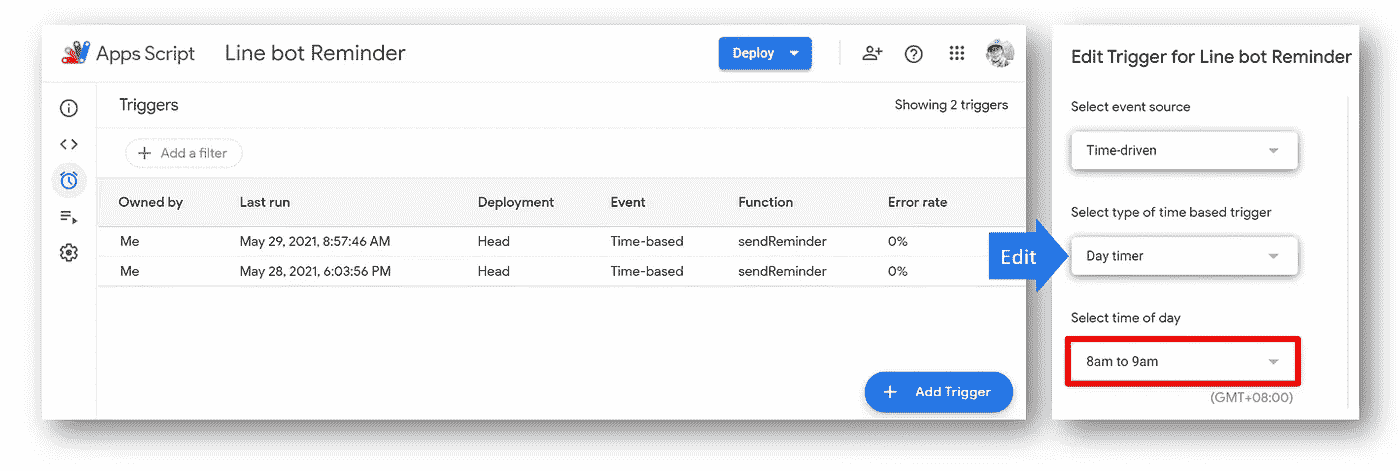 Apps Script Line bot Reminder Deploy
Triggers Showing 2 triggers
Add a filter
Owned by Last run Deployment Event Function Error rate
Me May 29, 2021, 8:57:46 AM Head Time-based sendReminder 0%
Me May 28, 2021, 6:03:56 PM Head Time-based sendReminder 0%
Add Trigger
Edit
Edit Trigger for Line bot Reminder
Select event source
Time-driven
Select type of time based trigger
Day timer
Select time of day
8am to 9am
(GMT+08:00)